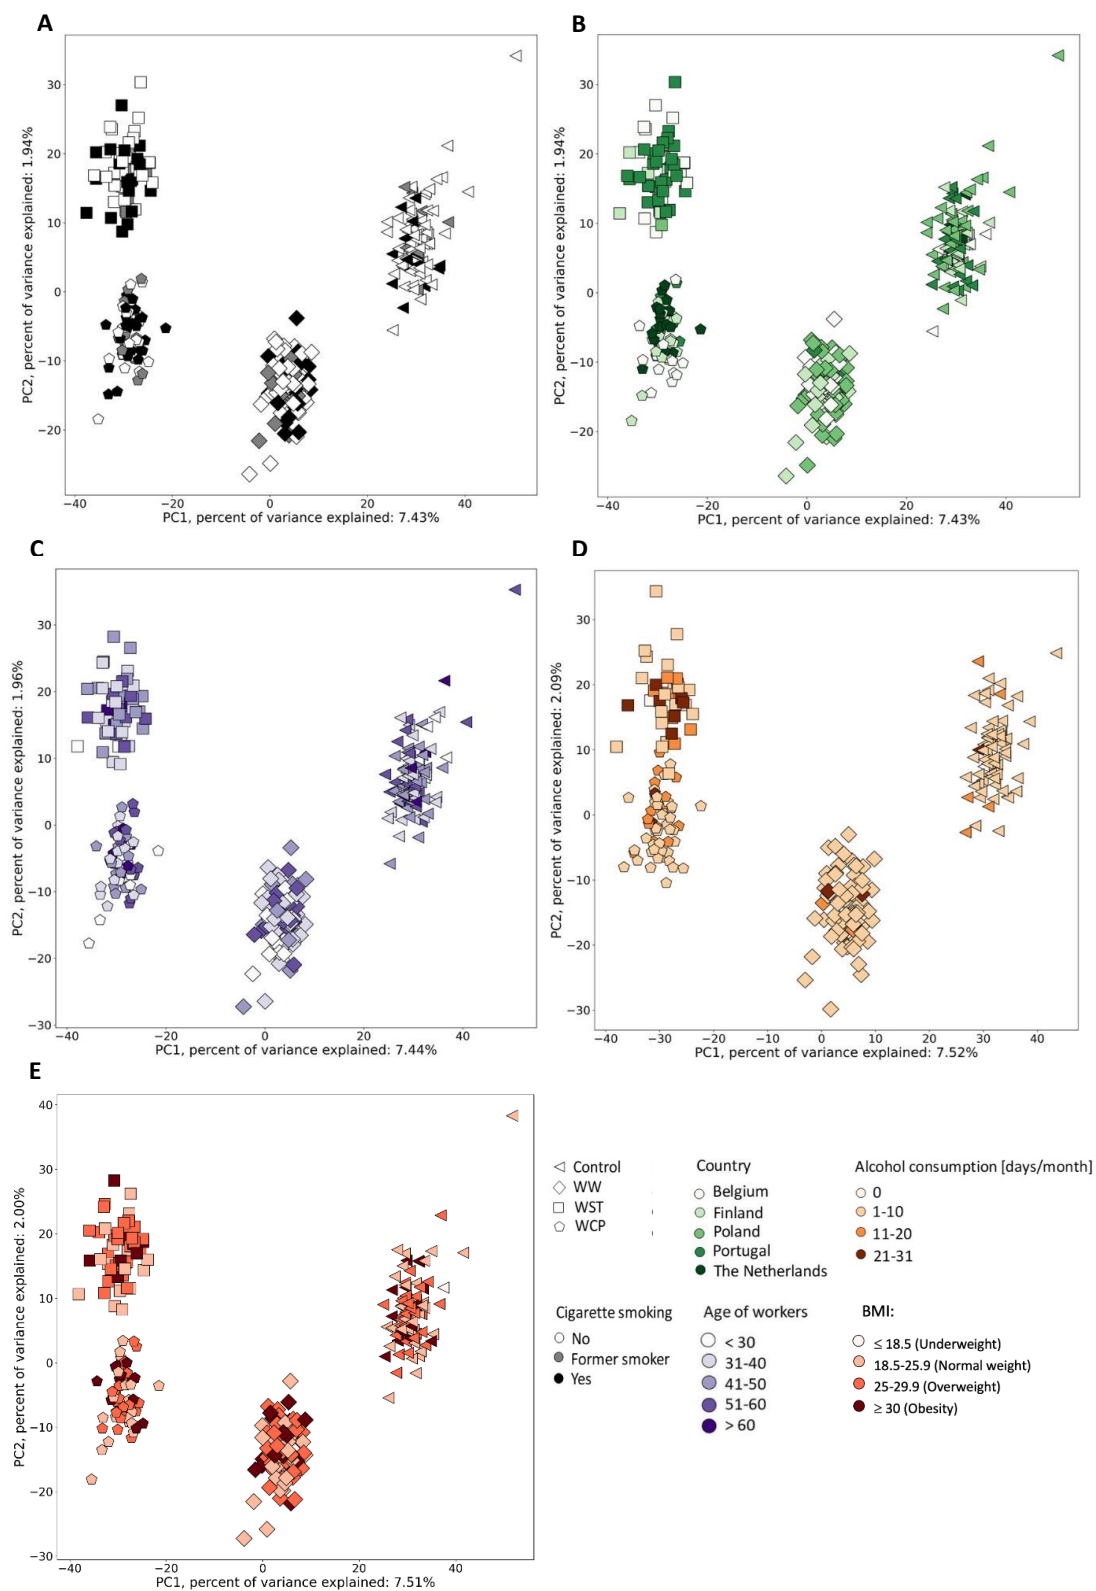 A
B
30
20
10
0
−10
−20
−40
−20
0
20
40
PC2, percent of variance explained: 1.94%
PC1, percent of variance explained: 7.43%
30
20
10
0
−10
−20
−40
−20
0
20
40
PC2, percent of variance explained: 1.94%
PC1, percent of variance explained: 7.43%
C
D
30
20
10
0
−10
−20
−30
−40
−20
0
20
40
PC2, percent of variance explained: 1.96%
PC1, percent of variance explained: 7.44%
30
20
10
0
−10
−20
−30
−40
−30
−20
−10
0
10
20
30
40
PC2, percent of variance explained: 2.09%
PC1, percent of variance explained: 7.52%
E
40
30
20
10
0
−10
−20
−30
−40
−20
0
20
40
PC2, percent of variance explained: 2.00%
PC1, percent of variance explained: 7.51%
Control
WW
WST
WCP
Country
Belgium
Finland
Poland
Portugal
The Netherlands
Alcohol consumption [days/month]
0
1-10
11-20
21-31
Cigarette smoking
No
Former smoker
Yes
Age of workers
< 30
31-40
41-50
51-60
> 60
BMI:
≤ 18.5 (Underweight)
18.5-25.9 (Normal weight)
25-29.9 (Overweight)
≥ 30 (Obesity)